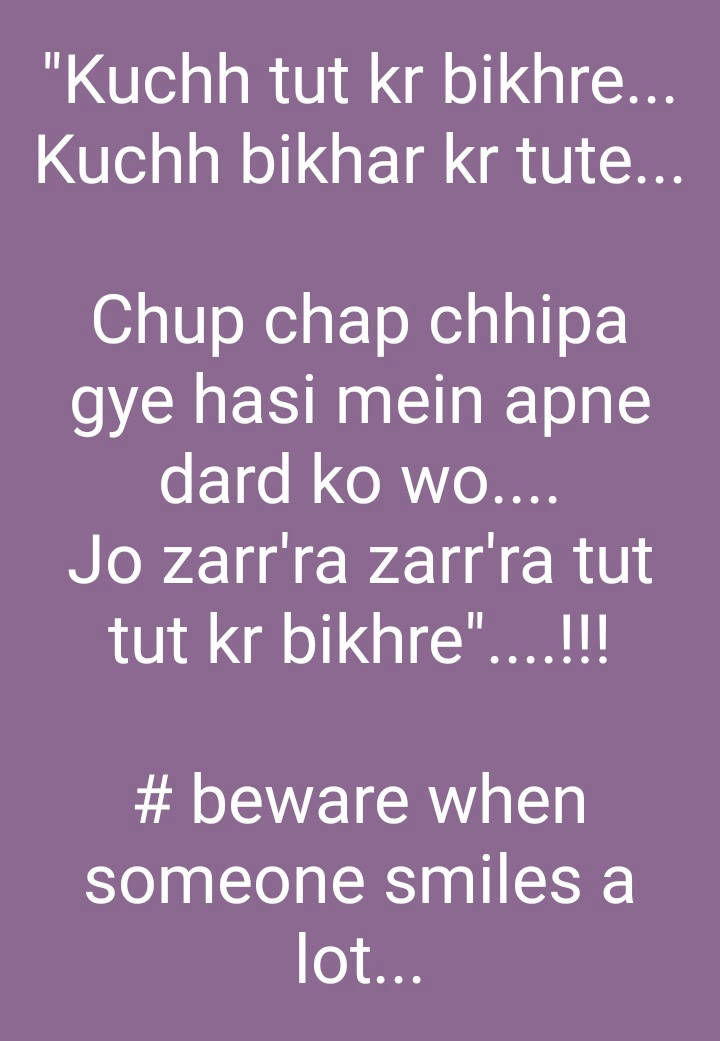 "Kuchh tut kr bikhre...
Kuchh bikhar kr tute...
Chup chap chhipa
gye hasi mein apne
dard ko wo....
Jo zarr'ra zarr'ra tut
tut kr bikhre"....!!!
# beware when
someone smiles a
lot...